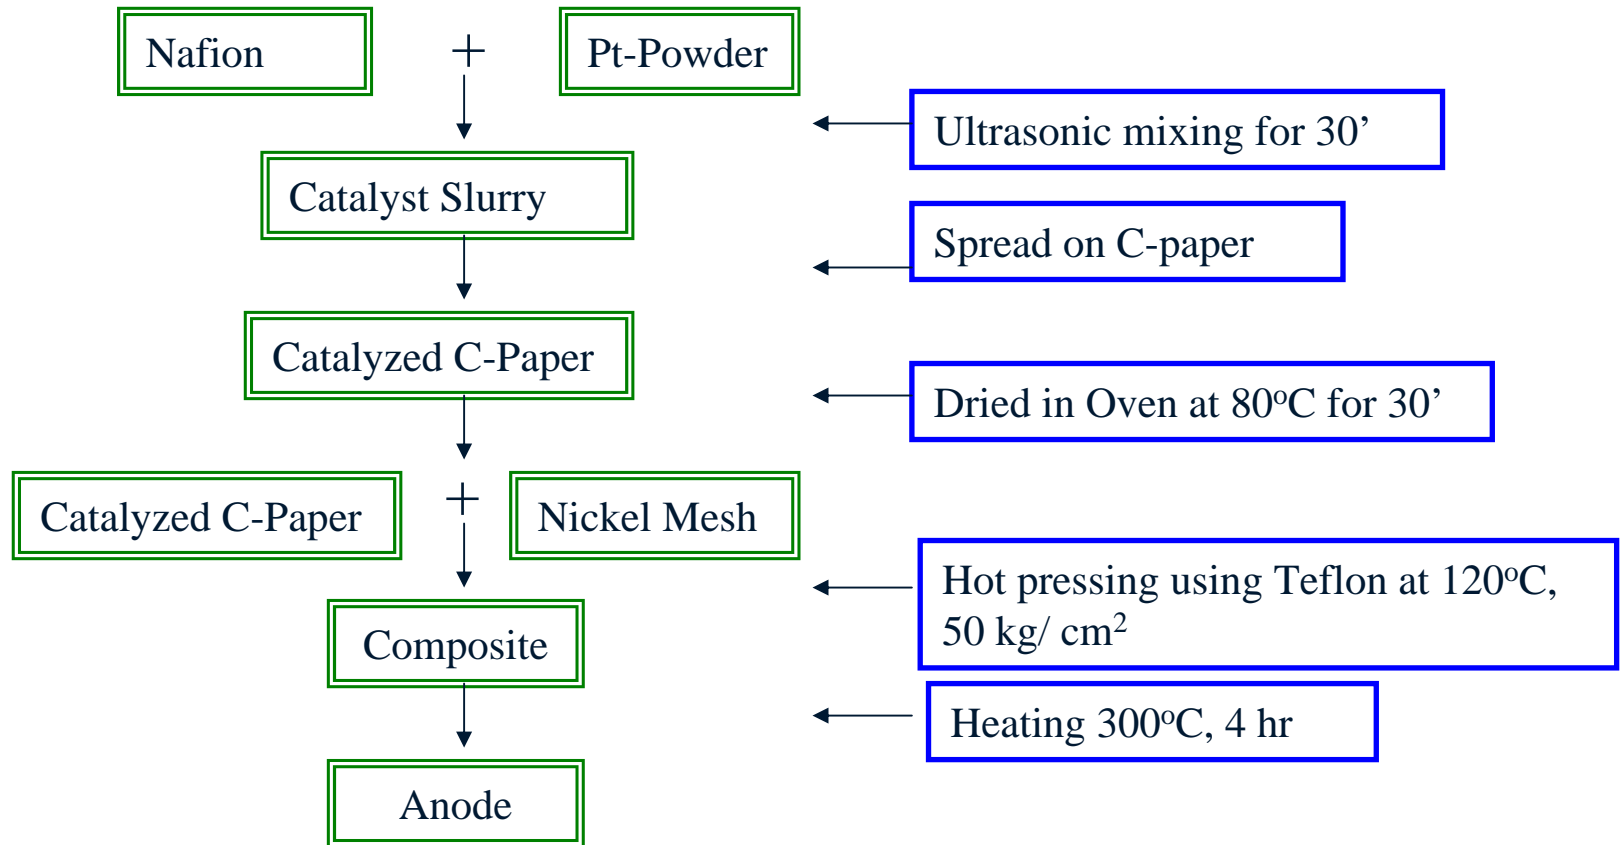 Nafion + Pt-Powder
Ultrasonic mixing for 30’
Catalyst Slurry
Spread on C-paper
Catalyzed C-Paper
Dried in Oven at 80ºC for 30’
Catalyzed C-Paper + Nickel Mesh
Hot pressing using Teflon at 120ºC,
50 kg/ cm²
Composite
Heating 300ºC, 4 hr
Anode